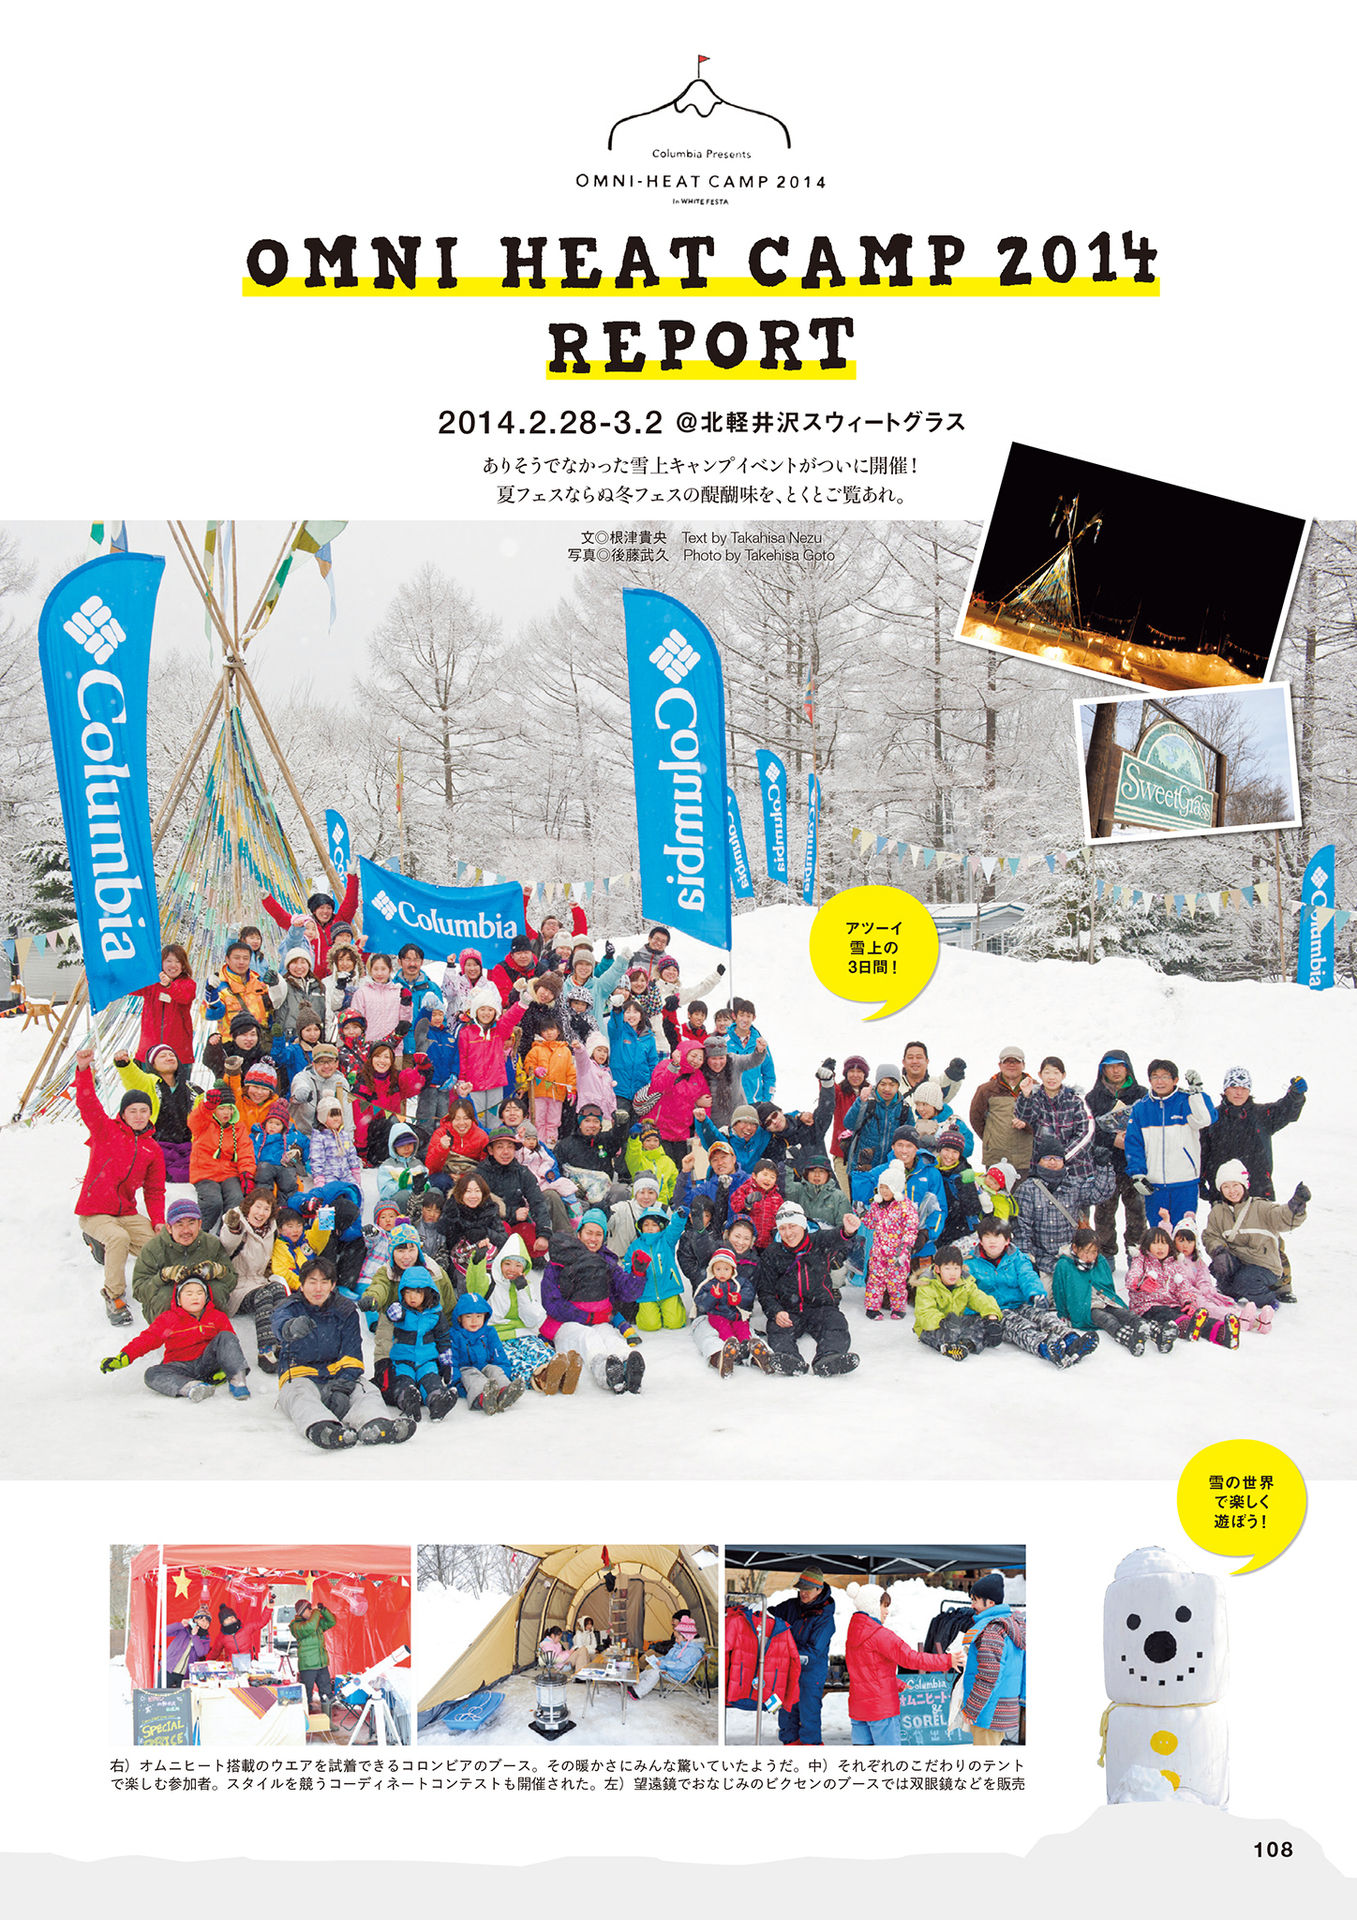 Columbia Presents
OMNI-HEAT CAMP 2014
In WHITE FESTA
OMNI HEAT CAMP 2014
REPORT
2014.2.28-3.2 @北軽井沢スウィートグラス
ありそうでなかった雪上キャンプイベントがついに開催！
夏フェスならぬ冬フェスの醍醐味を、とくとご覧あれ。
文◎根津貴央 Text by Takahisa Nezu
写真◎後藤武久 Photo by Takehisa Goto
Columbia
Columbia
Columbia
Columbia
Columbia
Columbia
Columbia
SweetGrass
アツーイ
雪上の
3日間！
雪の世界
で楽しく
遊ぼう！
SPECIAL
PRICE
Columbia
オムニヒート
&
SOREL
右）オムニヒート搭載のウエアを試着できるコロンビアのブース。その暖かさにみんな驚いていたようだ。中）それぞれのこだわりのテント
で楽しむ参加者。スタイルを競うコーディネートコンテストも開催された。左）望遠鏡でおなじみのビクセンのブースでは双眼鏡などを販売
108